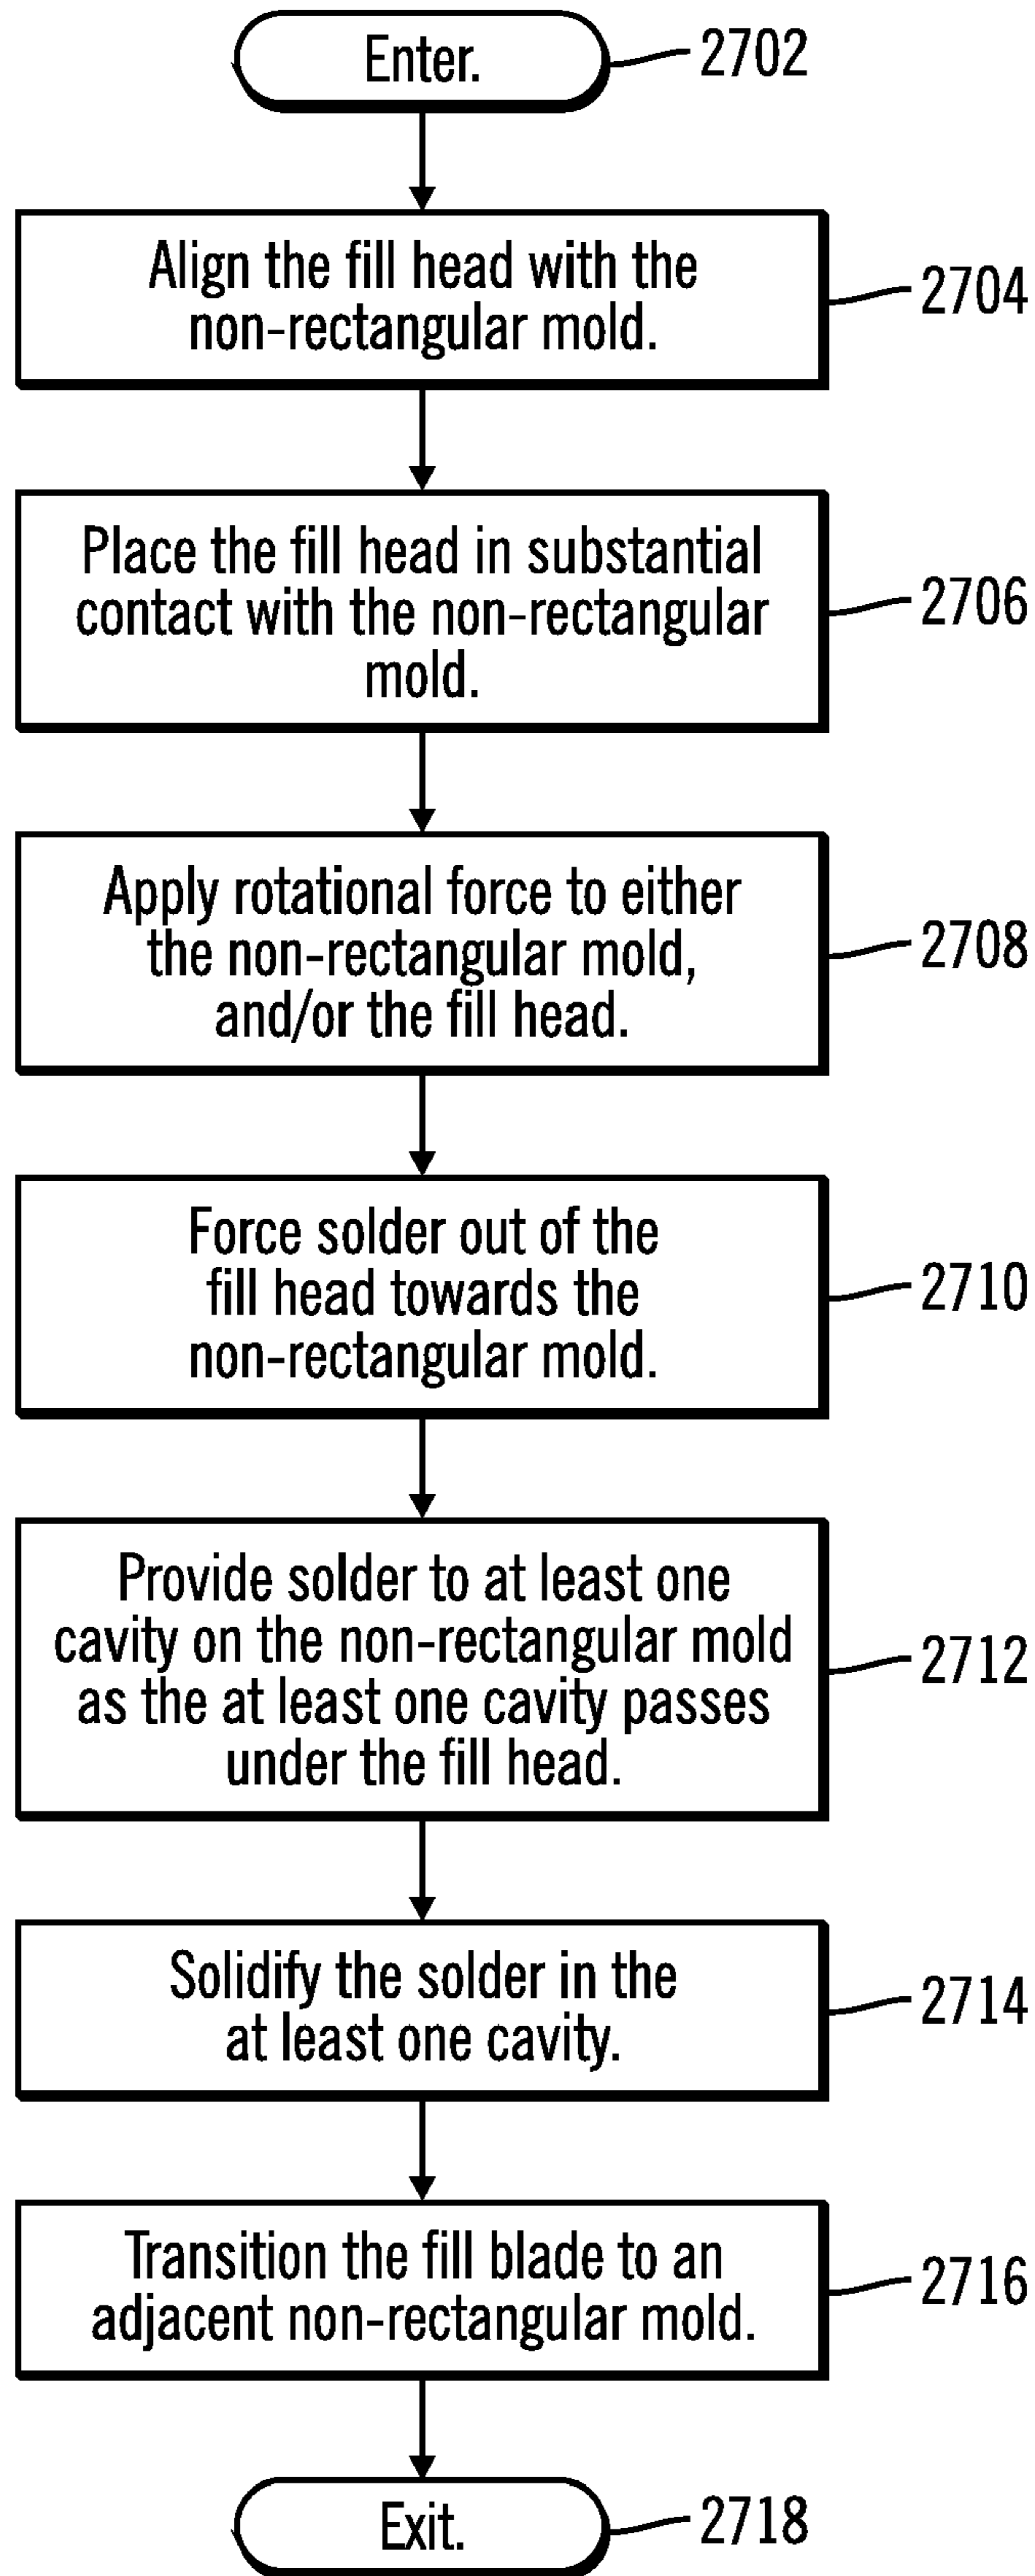 Enter.
2702
Align the fill head with the
non-rectangular mold.
2704
Place the fill head in substantial
contact with the non-rectangular
mold.
2706
Apply rotational force to either
the non-rectangular mold,
and/or the fill head.
2708
Force solder out of the
fill head towards the
non-rectangular mold.
2710
Provide solder to at least one
cavity on the non-rectangular mold
as the at least one cavity passes
under the fill head.
2712
Solidify the solder in the
at least one cavity.
2714
Transition the fill blade to an
adjacent non-rectangular mold.
2716
Exit.
2718